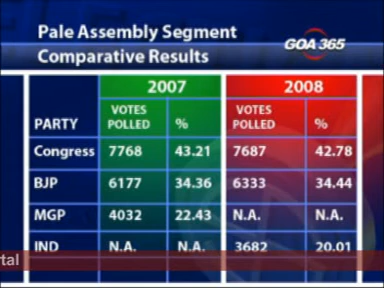 Pale Assembly Segment
Comparative Results
GOA 365
2007 2008
PARTY VOTES POLLED % VOTES POLLED %
Congress 7768 43.21 7687 42.78
BJP 6177 34.36 6333 34.44
MGP 4032 22.43 N.A. N.A.
IND N.A. N.A. 3682 20.01
tal